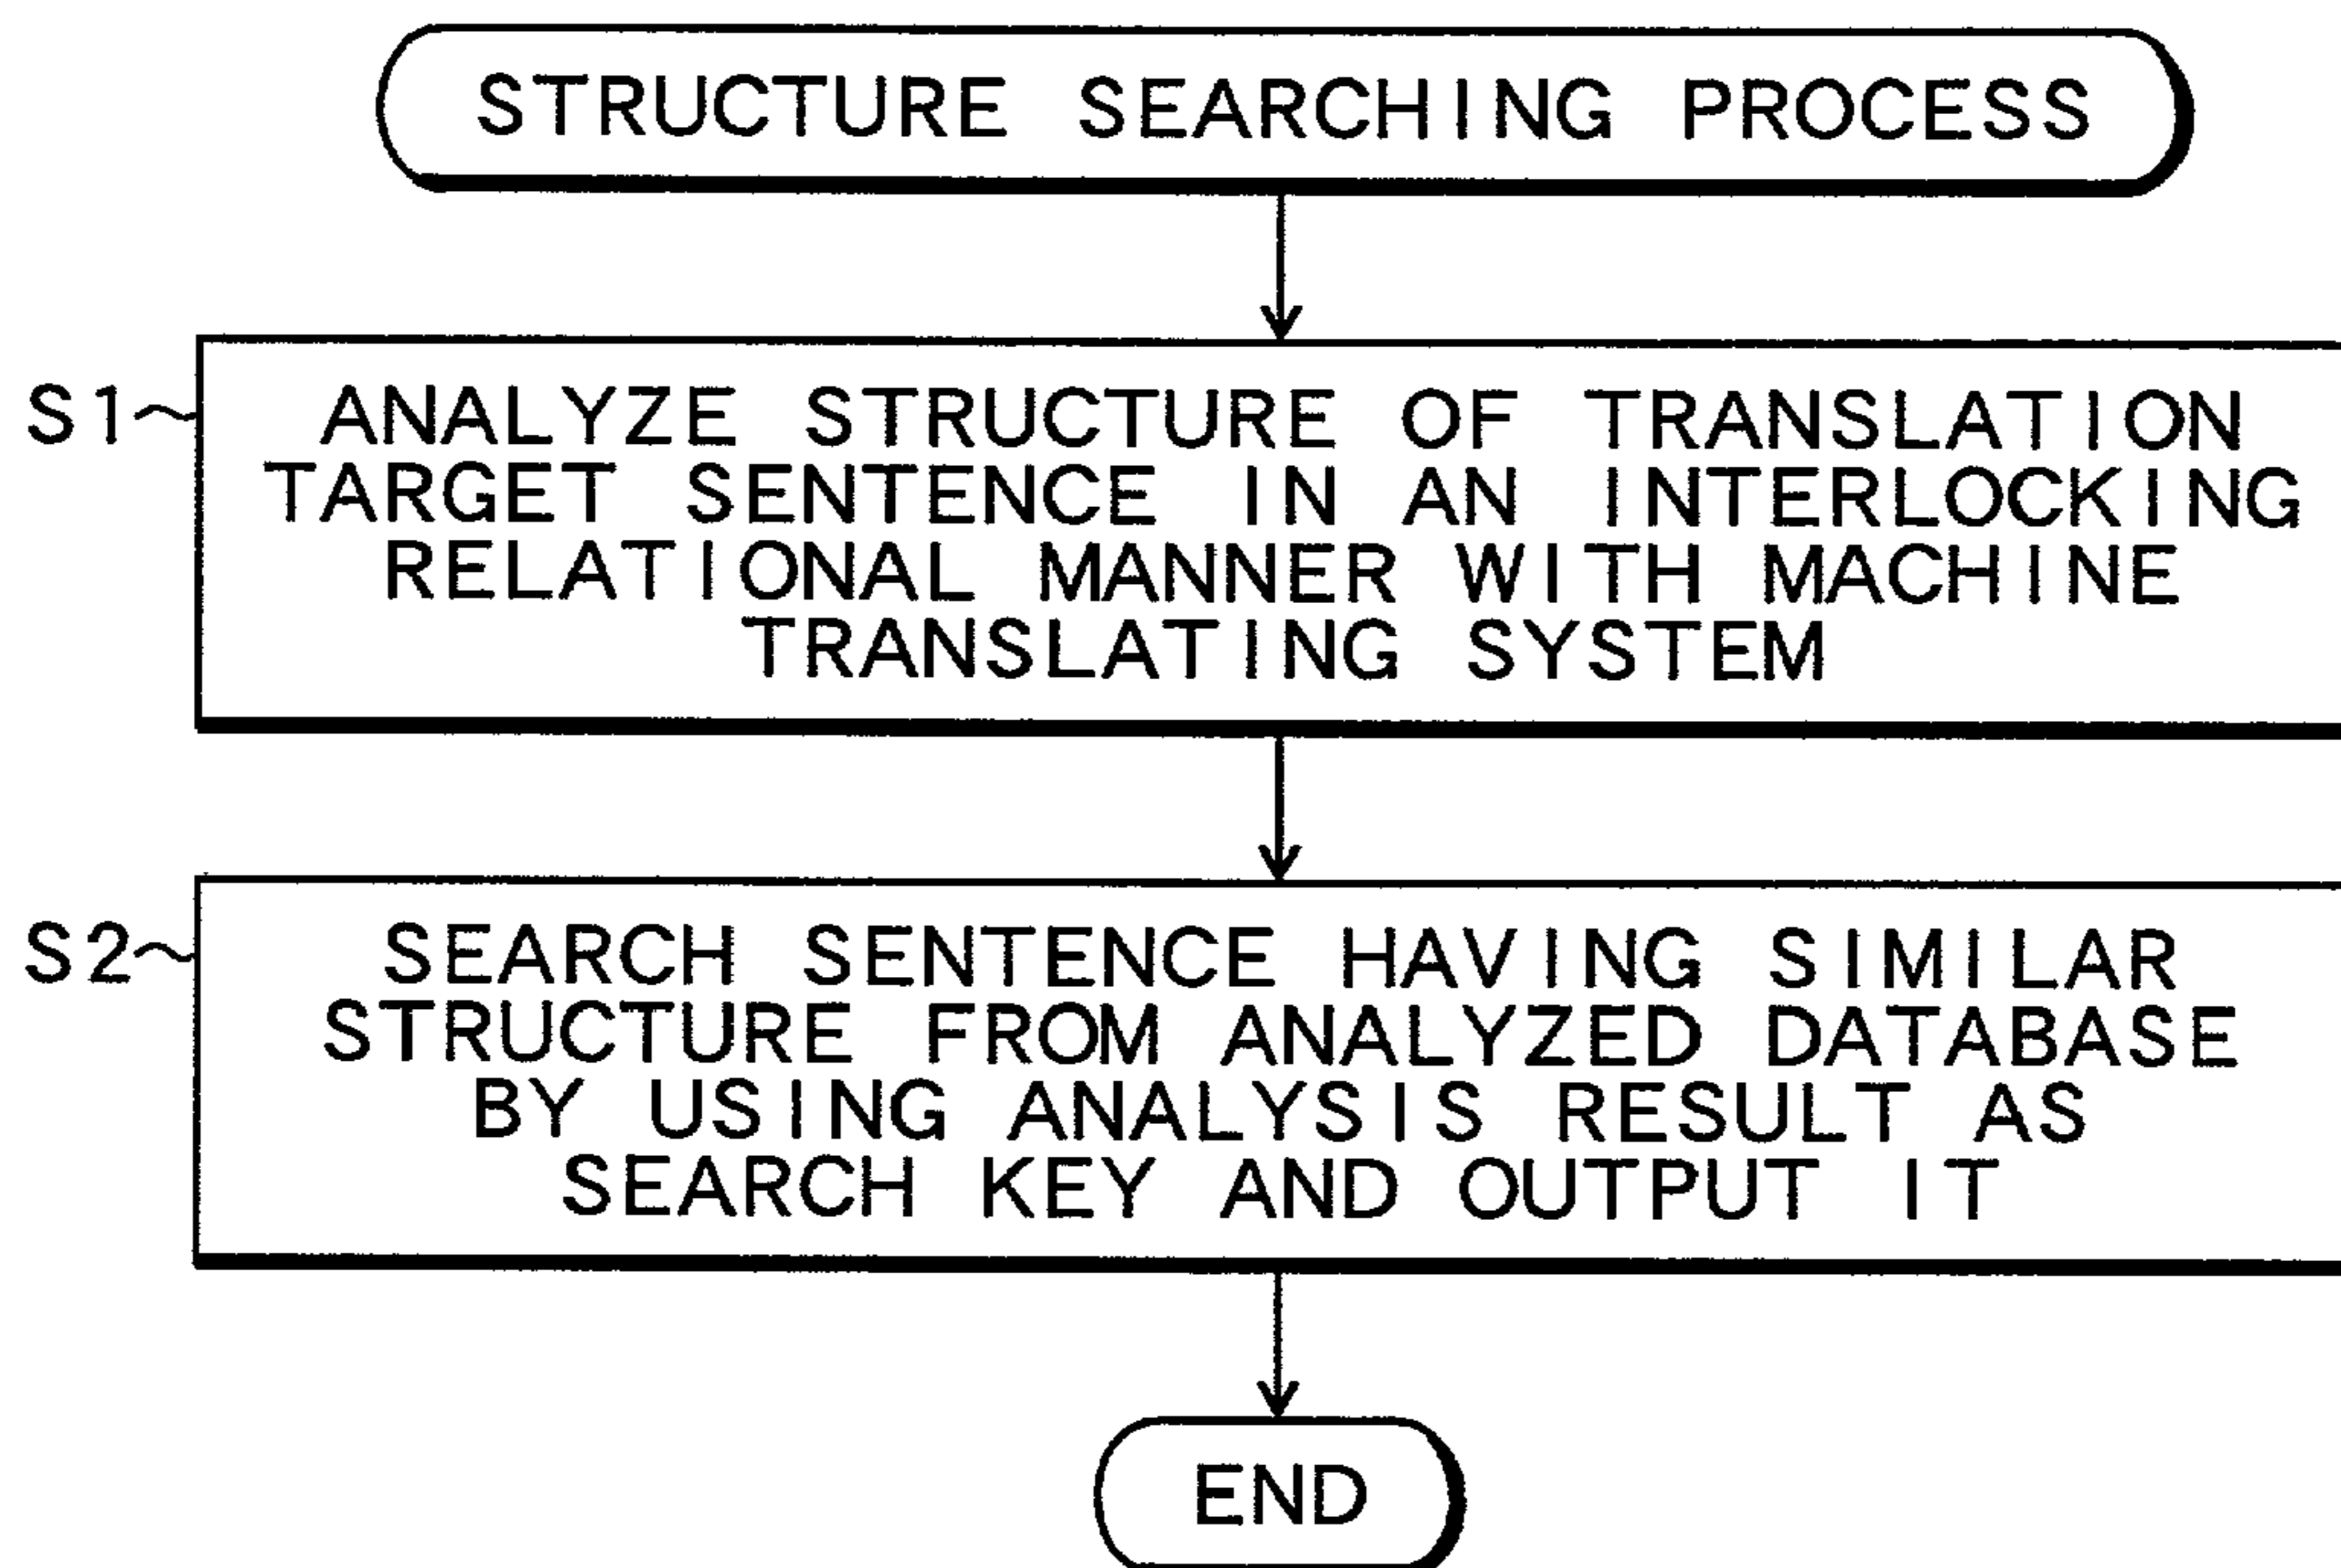 STRUCTURE SEARCHING PROCESS
S1
ANALYZE STRUCTURE OF TRANSLATION
TARGET SENTENCE IN AN INTERLOCKING
RELATIONAL MANNER WITH MACHINE
TRANSLATING SYSTEM
S2
SEARCH SENTENCE HAVING SIMILAR
STRUCTURE FROM ANALYZED DATABASE
BY USING ANALYSIS RESULT AS
SEARCH KEY AND OUTPUT IT
END